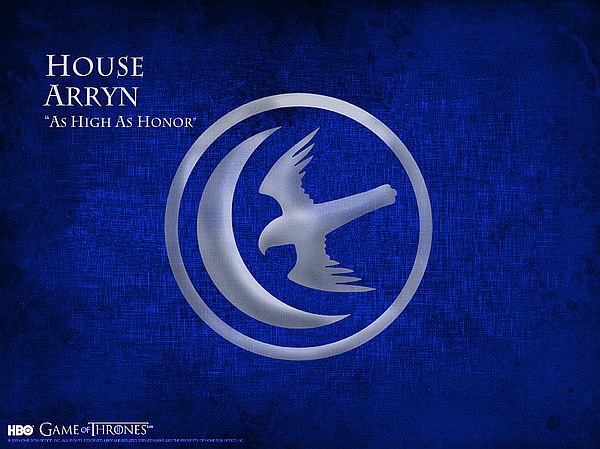 HOUSE
ARRYN
"AS HIGH AS HONOR"
HBO GAME OF THRONES